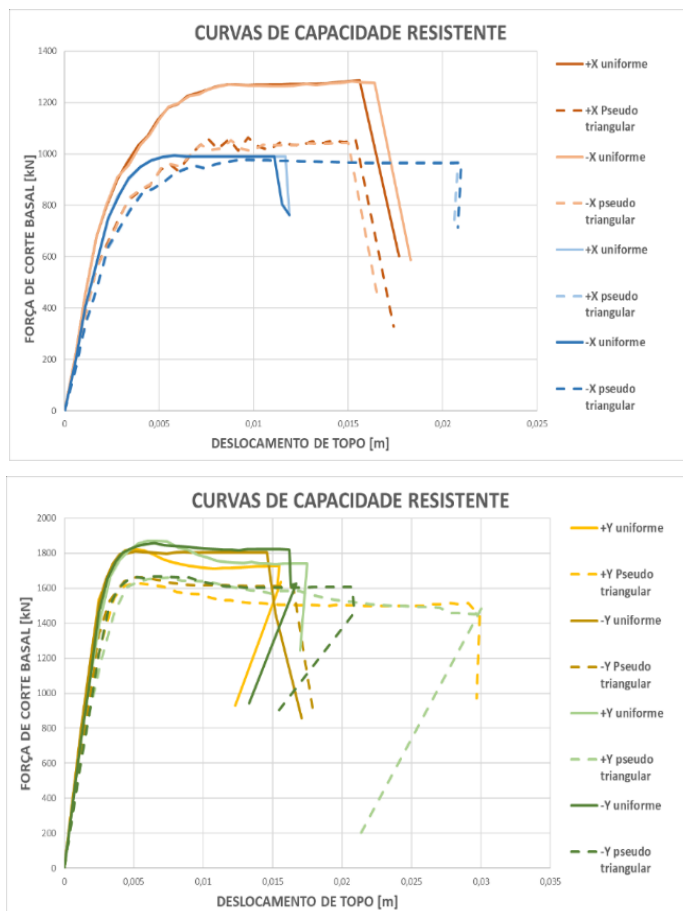 CURVAS DE CAPACIDADE RESISTENTE
FORÇA DE CORTE BASAL [kN]
1400
1200
1000
800
600
400
200
0
0
0,005
0,01
0,015
0,02
0,025
DESLOCAMENTO DE TOPO [m]
+X uniforme
+X Pseudo
triangular
-X uniforme
-X pseudo
triangular
+X uniforme
+X pseudo
triangular
-X uniforme
-X pseudo
triangular
CURVAS DE CAPACIDADE RESISTENTE
FORÇA DE CORTE BASAL [kN]
2000
1800
1600
1400
1200
1000
800
600
400
200
0
0
0,005
0,01
0,015
0,02
0,025
0,03
0,035
DESLOCAMENTO DE TOPO [m]
+Y uniforme
+Y Pseudo
triangular
-Y uniforme
-Y Pseudo
triangular
+Y uniforme
+Y pseudo
triangular
-Y uniforme
-Y pseudo
triangular